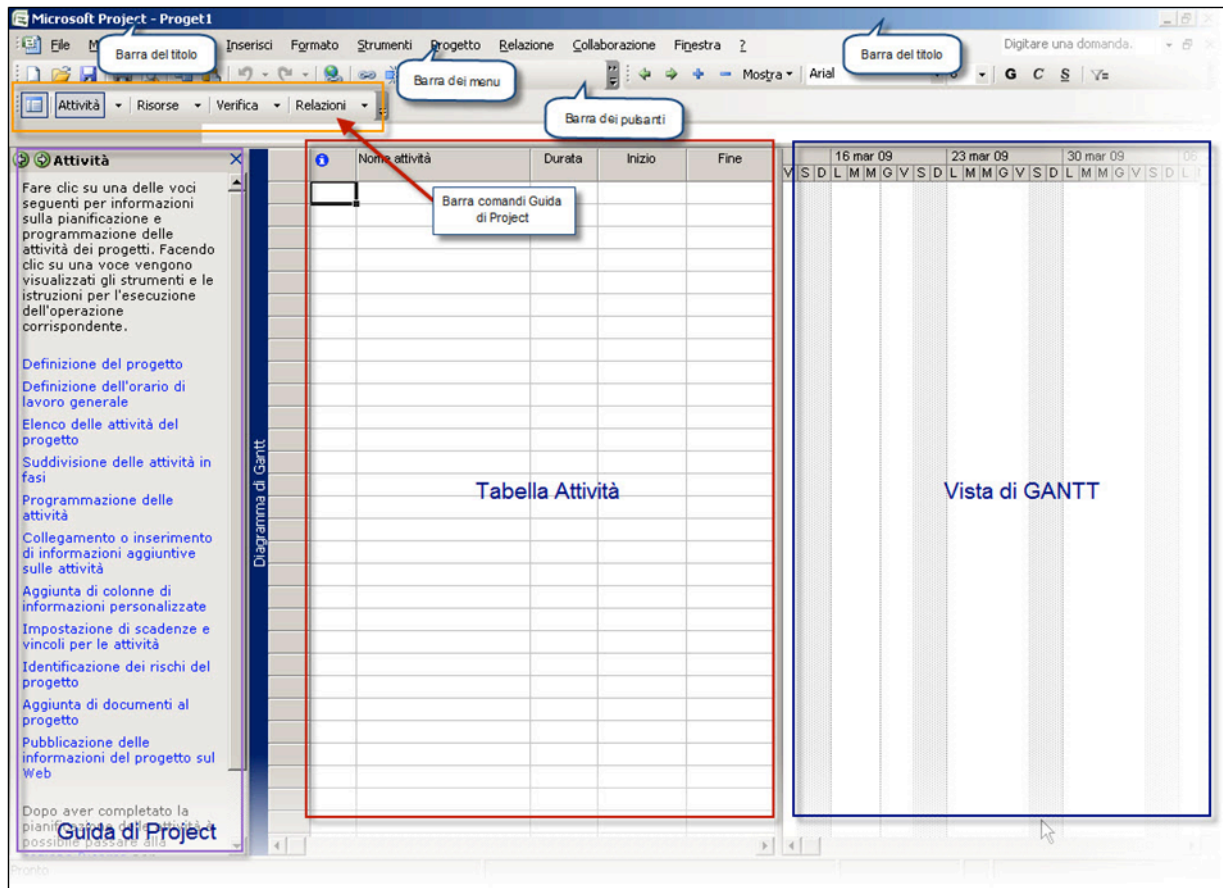 Microsoft Project - Proget1
File M Inserisci Formato Strumenti Progetto Relazione Collaborazione Finestra ? Digitare una domanda.
Barra del titolo
Barra del titolo
Barra dei menu
Barra dei pulsanti
Mostra Arial 8 G C S
Attività Risorse Verifica Relazioni
Barra comandi Guida
di Project
Attività
Fare clic su una delle voci
seguenti per informazioni
sulla pianificazione e
programmazione delle
attività dei progetti. Facendo
clic su una voce vengono
visualizzati gli strumenti e le
istruzioni per l'esecuzione
dell'operazione
corrispondente.
Definizione del progetto
Definizione dell'orario di
lavoro generale
Elenco delle attività del
progetto
Suddivisione delle attività in
fasi
Programmazione delle
attività
Collegamento o inserimento
di informazioni aggiuntive
sulle attività
Aggiunta di colonne di
informazioni personalizzate
Impostazione di scadenze e
vincoli per le attività
Identificazione dei rischi del
progetto
Aggiunta di documenti al
progetto
Pubblicazione delle
informazioni del progetto sul
Web
Dopo aver completato la
possibile passare alla
Guida di Project
Diagramma di Gantt
Nome attività Durata Inizio Fine
Tabella Attività
16 mar 09 23 mar 09 30 mar 09 06
V S D L M M G V S D L M M G V S D L M M G V S D L
Vista di GANTT
Pronto